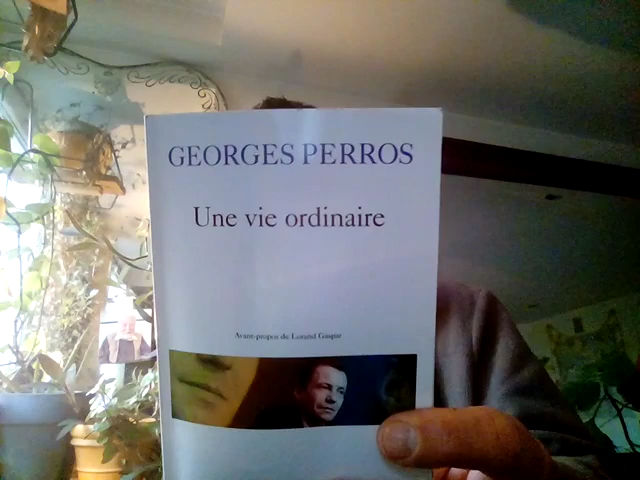 GEORGES PERROS
Une vie ordinaire
Avant-propos de Lorand Gaspar